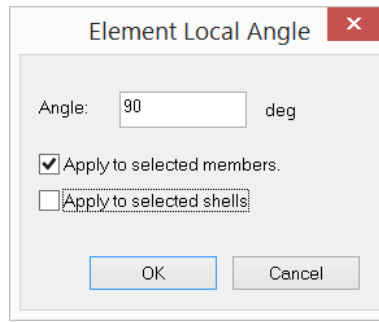 Element Local Angle
Angle: 90 deg
Apply to selected members.
Apply to selected shells
OK Cancel